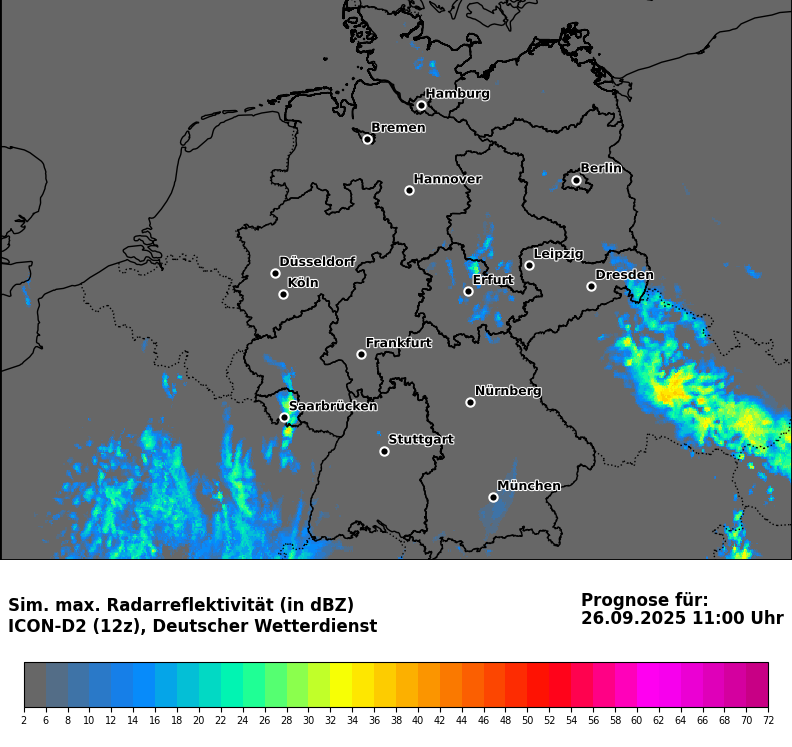 Hamburg
Bremen
Berlin
Hannover
Leipzig
Düsseldorf
Dresden
Erfurt
Köln
Frankfurt
Nürnberg
Saarbrücken
Stuttgart
München
Sim. max. Radarreflektivität (in dBZ)
ICON-D2 (12z), Deutscher Wetterdienst
Prognose für:
26.09.2025 11:00 Uhr
2 6 8 10 12 14 16 18 20 22 24 26 28 30 32 34 36 38 40 42 44 46 48 50 52 54 56 58 60 62 64 66 68 70 72